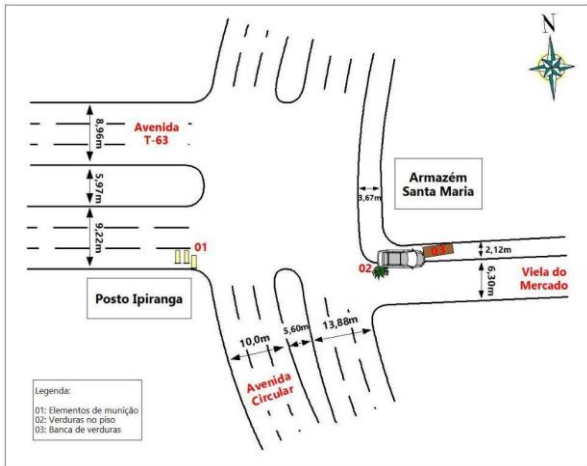 N
8,96m
Avenida
T-63
5,97m
Armazém
Santa Maria
3,67m
9,22m
01
03
2,12m
02
6,30m
Viela do
Mercado
Posto Ipiranga
10,0m
5,60m
13,88m
Avenida
Circular
Legenda:
01: Elementos de munição
02: Verduras no piso
03: Banca de verduras